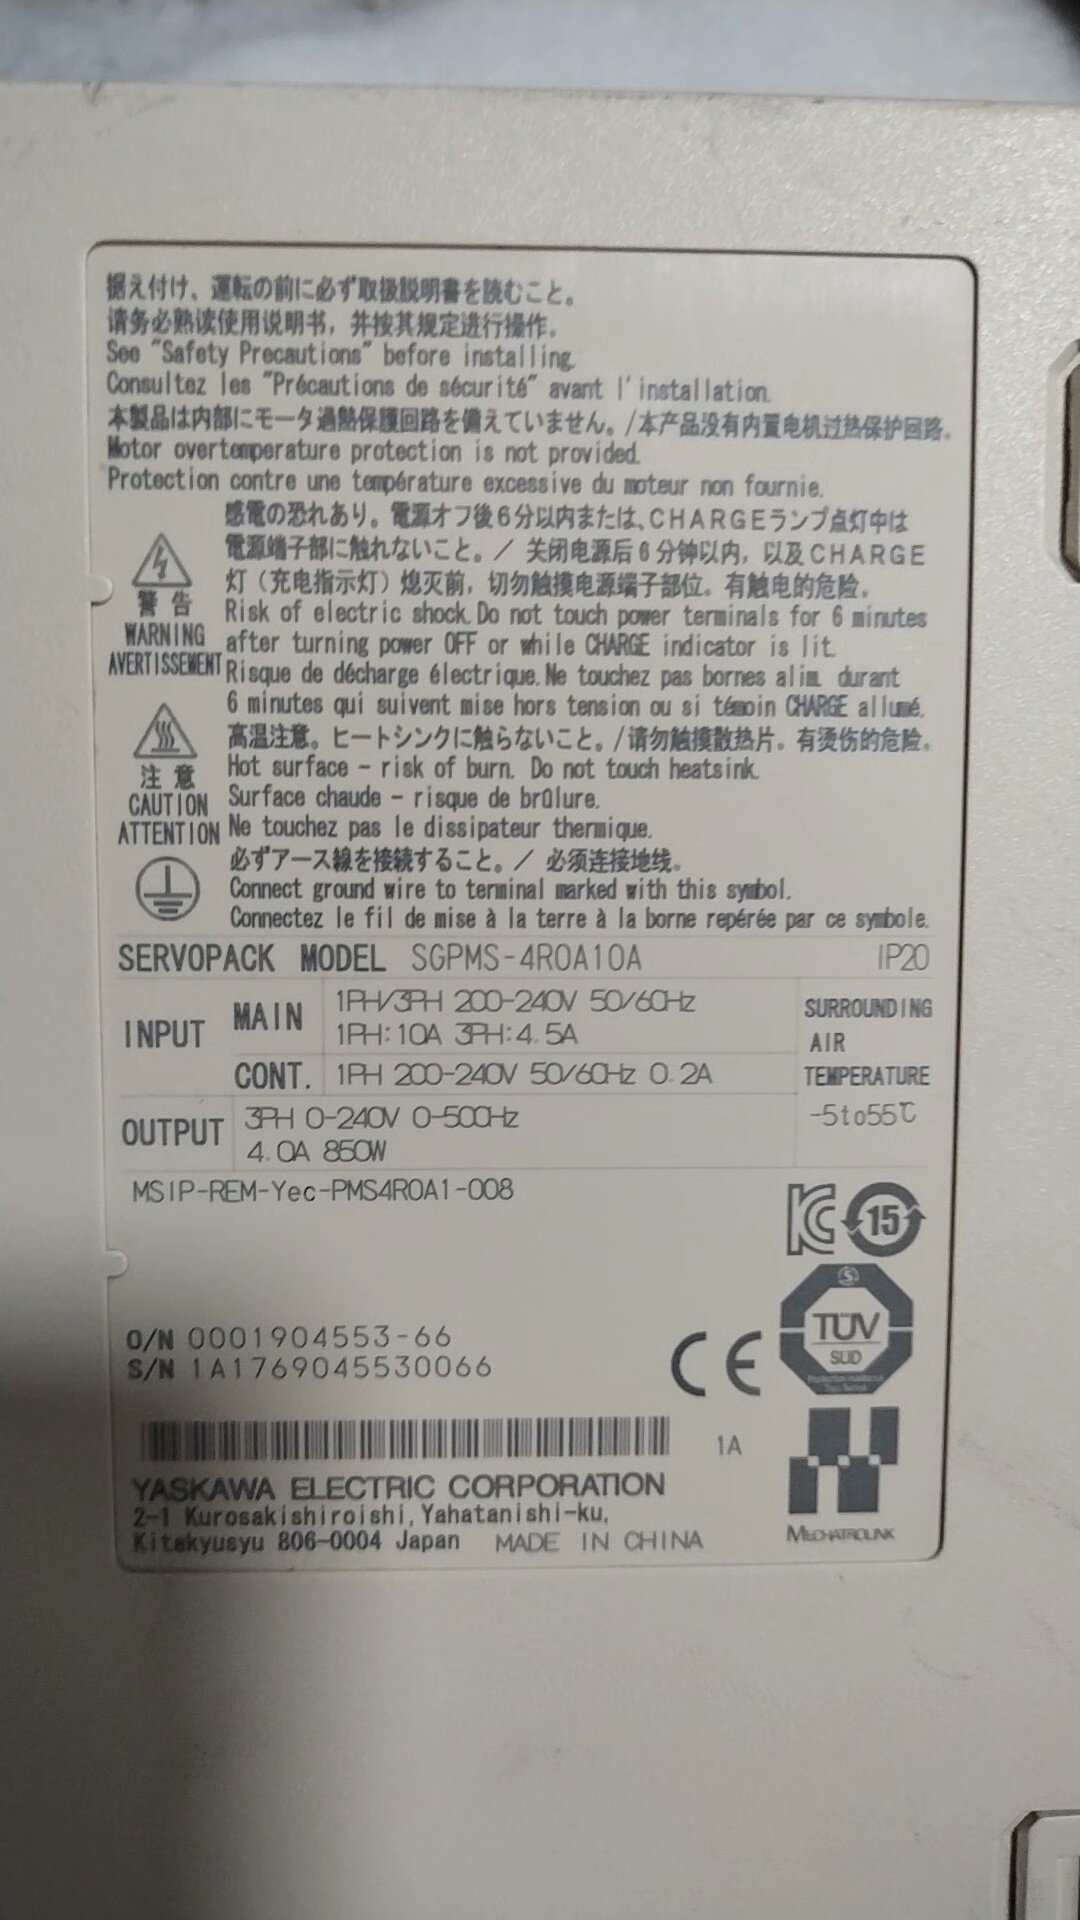 据え付け、運転の前に必ず取扱説明書を読むこと。
请务必熟读使用说明书，并按其规定进行操作。
See "Safety Precautions" before installing.
Consultez les "Précautions de sécurité" avant l'installation.
本製品は内部にモータ過熱保護回路を備えていません。/本产品没有内置电机过热保护回路。
Motor overtemperature protection is not provided.
Protection contre une température excessive du moteur non fournie.
感電の恐れあり。電源オフ後6分以内または、CHARGEランプ点灯中は
電源端子部に触れないこと。/ 关闭电源后6分钟以内，以及CHARGE
灯（充电指示灯）熄灭前，切勿触摸电源端子部位。有触电的危险。
警告
WARNING
AVERTISSEMENT
Risk of electric shock. Do not touch power terminals for 6 minutes
after turning power OFF or while CHARGE indicator is lit.
Risque de décharge électrique. Ne touchez pas bornes alim. durant
6 minutes qui suivent mise hors tension ou si témoin CHARGE allumé.
高温注意。ヒートシンクに触らないこと。/请勿触摸散热片。有烫伤的危险。
注意
CAUTION
ATTENTION
Hot surface - risk of burn. Do not touch heatsink.
Surface chaude - risque de brûlure.
Ne touchez pas le dissipateur thermique.
必ずアース線を接続すること。/ 必须连接地线。
Connect ground wire to terminal marked with this symbol.
Connectez le fil de mise à la terre à la borne repérée par ce symbole.
SERVOPACK MODEL SGPMS-4R0A10A IP20
INPUT MAIN 1PH/3PH 200-240V 50/60Hz
1PH:10A 3PH:4.5A
CONT. 1PH 200-240V 50/60Hz 0.2A
SURROUNDING
AIR
TEMPERATURE
-5to55℃
OUTPUT 3PH 0-240V 0-500Hz
4.0A 850W
MSIP-REM-Yec-PMS4R0A1-008
15
TÜV
SÜD
O/N 0001904553-66
S/N 1A1769045530066
CE
1A
YASKAWA ELECTRIC CORPORATION
2-1 Kurosakishiroishi, Yahatanishi-ku,
Kitakyusyu 806-0004 Japan MADE IN CHINA
MECHATROLINK